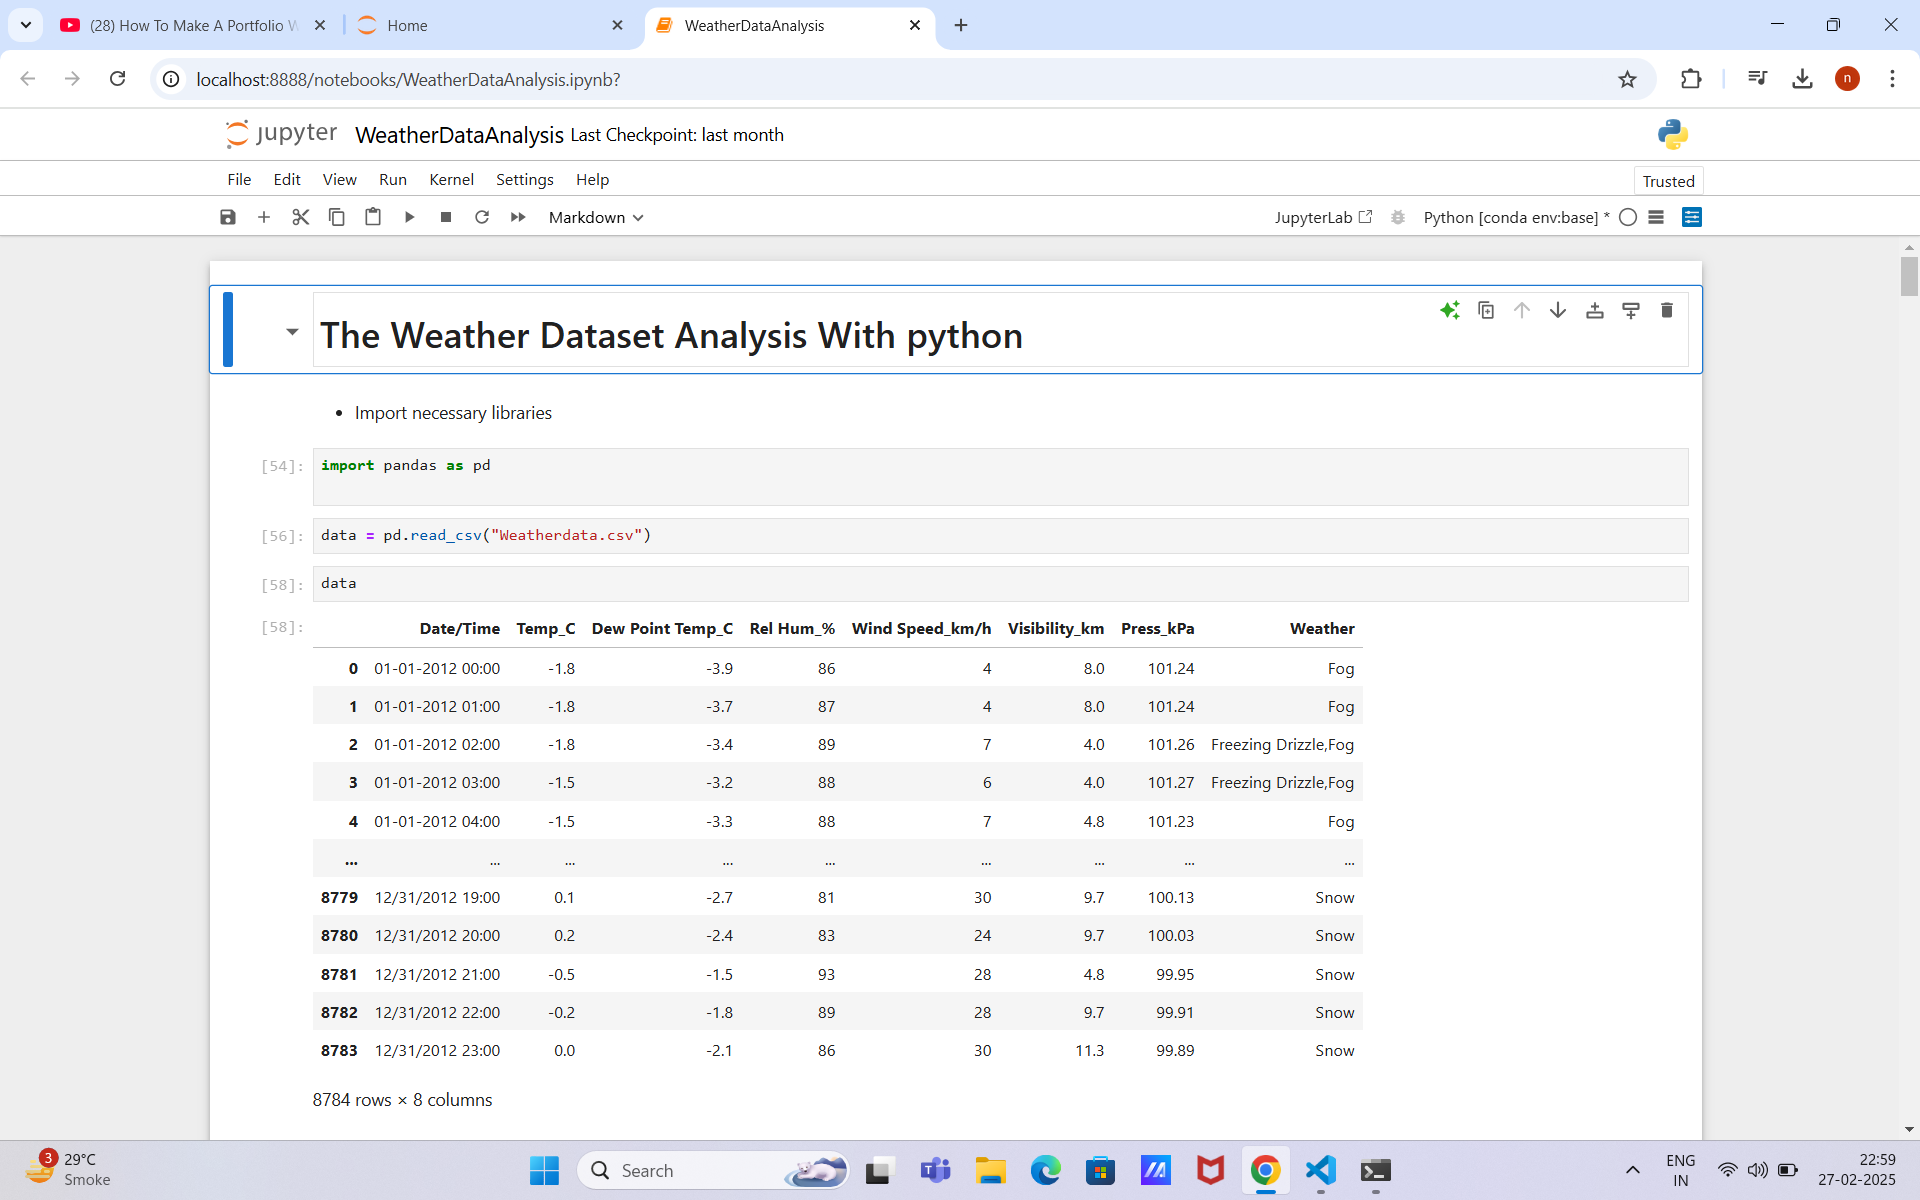 (28) How To Make A Portfolio W
Home
WeatherDataAnalysis
localhost:8888/notebooks/WeatherDataAnalysis.ipynb?
n
jupyter WeatherDataAnalysis Last Checkpoint: last month
File Edit View Run Kernel Settings Help
Trusted
Markdown
JupyterLab
Python [conda env:base] *
The Weather Dataset Analysis With python
• Import necessary libraries
[54]: import pandas as pd
[56]: data = pd.read_csv("Weatherdata.csv")
[58]: data
[58]: Date/Time Temp_C Dew Point Temp_C Rel Hum_% Wind Speed_km/h Visibility_km Press_kPa Weather
0 01-01-2012 00:00 -1.8 -3.9 86 4 8.0 101.24 Fog
1 01-01-2012 01:00 -1.8 -3.7 87 4 8.0 101.24 Fog
2 01-01-2012 02:00 -1.8 -3.4 89 7 4.0 101.26 Freezing Drizzle,Fog
3 01-01-2012 03:00 -1.5 -3.2 88 6 4.0 101.27 Freezing Drizzle,Fog
4 01-01-2012 04:00 -1.5 -3.3 88 7 4.8 101.23 Fog
... ... ... ... ... ... ... ... ...
8779 12/31/2012 19:00 0.1 -2.7 81 30 9.7 100.13 Snow
8780 12/31/2012 20:00 0.2 -2.4 83 24 9.7 100.03 Snow
8781 12/31/2012 21:00 -0.5 -1.5 93 28 4.8 99.95 Snow
8782 12/31/2012 22:00 -0.2 -1.8 89 28 9.7 99.91 Snow
8783 12/31/2012 23:00 0.0 -2.1 86 30 11.3 99.89 Snow
8784 rows × 8 columns
3
29°C
Smoke
Search
ENG
IN
22:59
27-02-2025